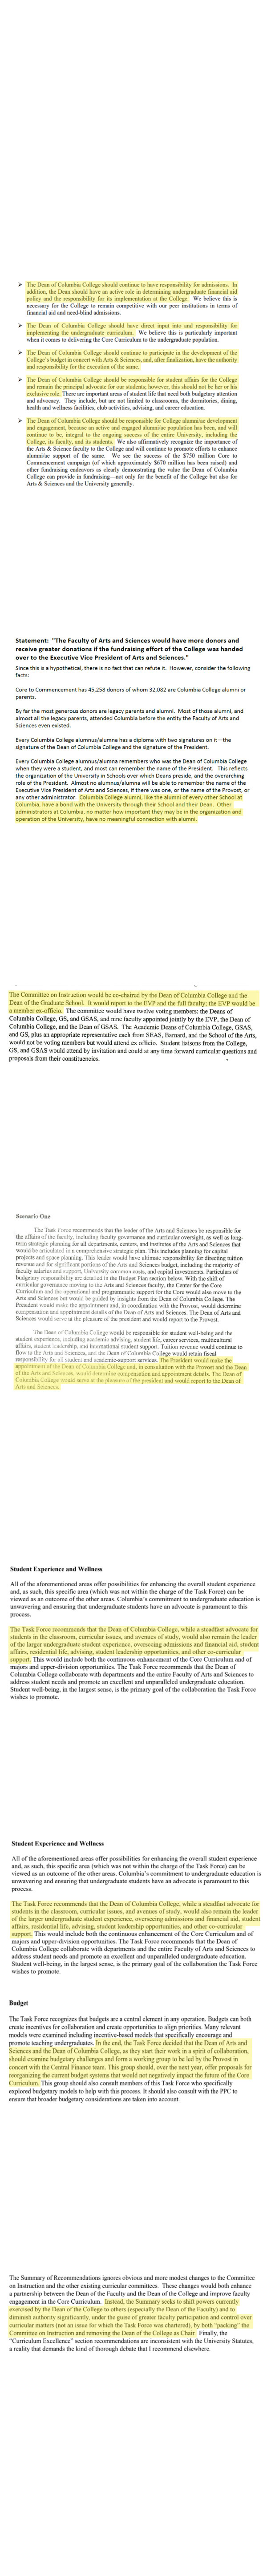 ➢ The Dean of Columbia College should continue to have responsibility for admissions. In
addition, the Dean should have an active role in determining undergraduate financial aid
policy and the responsibility for its implementation at the College. We believe this is
necessary for the College to remain competitive with our peer institutions in terms of
financial aid and need-blind admissions.
➢ The Dean of Columbia College should have direct input into and responsibility for
implementing the undergraduate curriculum. We believe this is particularly important
when it comes to delivering the Core Curriculum to the undergraduate population.
➢ The Dean of Columbia College should continue to participate in the development of the
College's budget in concert with Arts & Sciences, and, after finalization, have the authority
and responsibility for the execution of the same.
➢ The Dean of Columbia College should be responsible for student affairs for the College
and remain the principal advocate for our students; however, this should not be her or his
exclusive role. There are important areas of student life that need both budgetary attention
and advocacy. They include, but are not limited to classrooms, the dormitories, dining,
health and wellness facilities, club activities, advising, and career education.
➢ The Dean of Columbia College should be responsible for College alumni/ae development
and engagement, because an active and engaged alumni/ae population has been, and will
continue to be, integral to the ongoing success of the entire University, including the
College, its faculty, and its students. We also affirmatively recognize the importance of
the Arts & Science faculty to the College and will continue to promote efforts to enhance
alumni/ae support of the same. We see the success of the $750 million Core to
Commencement campaign (of which approximately $670 million has been raised) and
other fundraising endeavors as clearly demonstrating the value the Dean of Columbia
College can provide in fundraising—not only for the benefit of the College but also for
Arts & Sciences and the University generally.
Statement: "The Faculty of Arts and Sciences would have more donors and
receive greater donations if the fundraising effort of the College was handed
over to the Executive Vice President of Arts and Sciences."
Since this is a hypothetical, there is no fact that can refute it. However, consider the following
facts:
Core to Commencement has 45,258 donors of whom 32,082 are Columbia College alumni or
parents.
By far the most generous donors are legacy parents and alumni. Most of those alumni, and
almost all the legacy parents, attended Columbia before the entity the Faculty of Arts and
Sciences even existed.
Every Columbia College alumnus/alumna has a diploma with two signatures on it—the
signature of the Dean of Columbia College and the signature of the President.
Every Columbia College alumnus/alumna remembers who was the Dean of Columbia College
when they were a student, and most can remember the name of the President. This reflects
the organization of the University in Schools over which Deans preside, and the overarching
role of the President. Almost no alumnus/alumna will be able to remember the name of the
Executive Vice President of Arts and Sciences, if there was one, or the name of the Provost, or
any other administrator. Columbia College alumni, like the alumni of every other School at
Columbia, have a bond with the University through their School and their Dean. Other
administrators at Columbia, no matter how important they may be in the organization and
operation of the University, have no meaningful connection with alumni.
The Committee on Instruction would be co-chaired by the Dean of Columbia College and the
Dean of the Graduate School. It would report to the EVP and the full faculty; the EVP would be
a member ex-officio. The committee would have twelve voting members: the Deans of
Columbia College, GS, and GSAS, and nine faculty appointed jointly by the EVP, the Dean of
Columbia College, and the Dean of GSAS. The Academic Deans of Columbia College, GSAS,
and GS, plus an appropriate representative each from SEAS, Barnard, and the School of the Arts,
would not be voting members but would attend ex officio. Student liaisons from the College,
GS, and GSAS would attend by invitation and could at any time forward curricular questions and
proposals from their constituencies.
Scenario One
The Task Force recommends that the leader of the Arts and Sciences be responsible for
the affairs of the faculty, including faculty governance and curricular oversight, as well as long-
term strategic planning for all departments, centers, and institutes of the Arts and Sciences that
would be articulated in a comprehensive strategic plan. This includes planning for capital
projects and space planning. This leader would have ultimate responsibility for directing tuition
revenue and for significant portions of the Arts and Sciences budget, including the majority of
faculty salaries and support, University common costs, and capital investments. Particulars of
budgetary responsibility are detailed in the Budget Plan section below. With the shift of
curricular governance moving to the Arts and Sciences faculty, the Center for the Core
Curriculum and its operational and programmatic support for the Core would also move to the
Arts and Sciences but would be guided by insights from the Dean of Columbia College. The
President would make the appointment and, in coordination with the Provost, would determine
compensation and appointment details of the Dean of Arts and Sciences. The Dean of Arts and
Sciences would serve at the pleasure of the president and would report to the Provost.
The Dean of Columbia College would be responsible for student well-being and the
student experience, including academic advising, student life, career services, multicultural
affairs, student leadership, and international student support. Tuition revenue would continue to
flow to the Arts and Sciences, and the Dean of Columbia College would retain fiscal
responsibility for all student and academic-support services. The President would make the
appointment of the Dean of Columbia College and, in consultation with the Provost and the Dean
of the Arts and Sciences, would determine compensation and appointment details. The Dean of
Columbia College would serve at the pleasure of the president and would report to the Dean of
Arts and Sciences.
Student Experience and Wellness
All of the aforementioned areas offer possibilities for enhancing the overall student experience
and, as such, this specific area (which was not within the charge of the Task Force) can be
viewed as an outcome of the other areas. Columbia's commitment to undergraduate education is
unwavering and ensuring that undergraduate students have an advocate is paramount to this
process.
The Task Force recommends that the Dean of Columbia College, while a steadfast advocate for
students in the classroom, curricular issues, and avenues of study, would also remain the leader
of the larger undergraduate student experience, overseeing admissions and financial aid, student
affairs, residential life, advising, student leadership opportunities, and other co-curricular
support. This would include both the continuous enhancement of the Core Curriculum and of
majors and upper-division opportunities. The Task Force recommends that the Dean of
Columbia College collaborate with departments and the entire Faculty of Arts and Sciences to
address student needs and promote an excellent and unparalleled undergraduate education.
Student well-being, in the largest sense, is the primary goal of the collaboration the Task Force
wishes to promote.
Student Experience and Wellness
All of the aforementioned areas offer possibilities for enhancing the overall student experience
and, as such, this specific area (which was not within the charge of the Task Force) can be
viewed as an outcome of the other areas. Columbia's commitment to undergraduate education is
unwavering and ensuring that undergraduate students have an advocate is paramount to this
process.
The Task Force recommends that the Dean of Columbia College, while a steadfast advocate for
students in the classroom, curricular issues, and avenues of study, would also remain the leader
of the larger undergraduate student experience, overseeing admissions and financial aid, student
affairs, residential life, advising, student leadership opportunities, and other co-curricular
support. This would include both the continuous enhancement of the Core Curriculum and of
majors and upper-division opportunities. The Task Force recommends that the Dean of
Columbia College collaborate with departments and the entire Faculty of Arts and Sciences to
address student needs and promote an excellent and unparalleled undergraduate education.
Student well-being, in the largest sense, is the primary goal of the collaboration the Task Force
wishes to promote.
Budget
The Task Force recognizes that budgets are a central element in any operation. Budgets can both
create incentives for collaboration and create opportunities to align priorities. Many relevant
models were examined including incentive-based models that specifically encourage and
promote teaching undergraduates. In the end, the Task Force decided that the Dean of Arts and
Sciences and the Dean of Columbia College, as they start their work in a spirit of collaboration,
should examine budgetary challenges and form a working group to be led by the Provost in
concert with the Central Finance team. This group should, over the next year, offer proposals for
reorganizing the current budget systems that would not negatively impact the future of the Core
Curriculum. This group should also consult members of this Task Force who specifically
explored budgetary models to help with this process. It should also consult with the PPC to
ensure that broader budgetary considerations are taken into account.
The Summary of Recommendations ignores obvious and more modest changes to the Committee
on Instruction and the other existing curricular committees. These changes would both enhance
a partnership between the Dean of the Faculty and the Dean of the College and improve faculty
engagement in the Core Curriculum. Instead, the Summary seeks to shift powers currently
exercised by the Dean of the College to others (especially the Dean of the Faculty) and to
diminish authority significantly, under the guise of greater faculty participation and control over
curricular matters (not an issue for which the Task Force was chartered), by both "packing" the
Committee on Instruction and removing the Dean of the College as Chair. Finally, the
"Curriculum Excellence" section recommendations are inconsistent with the University Statutes,
a reality that demands the kind of thorough debate that I recommend elsewhere.